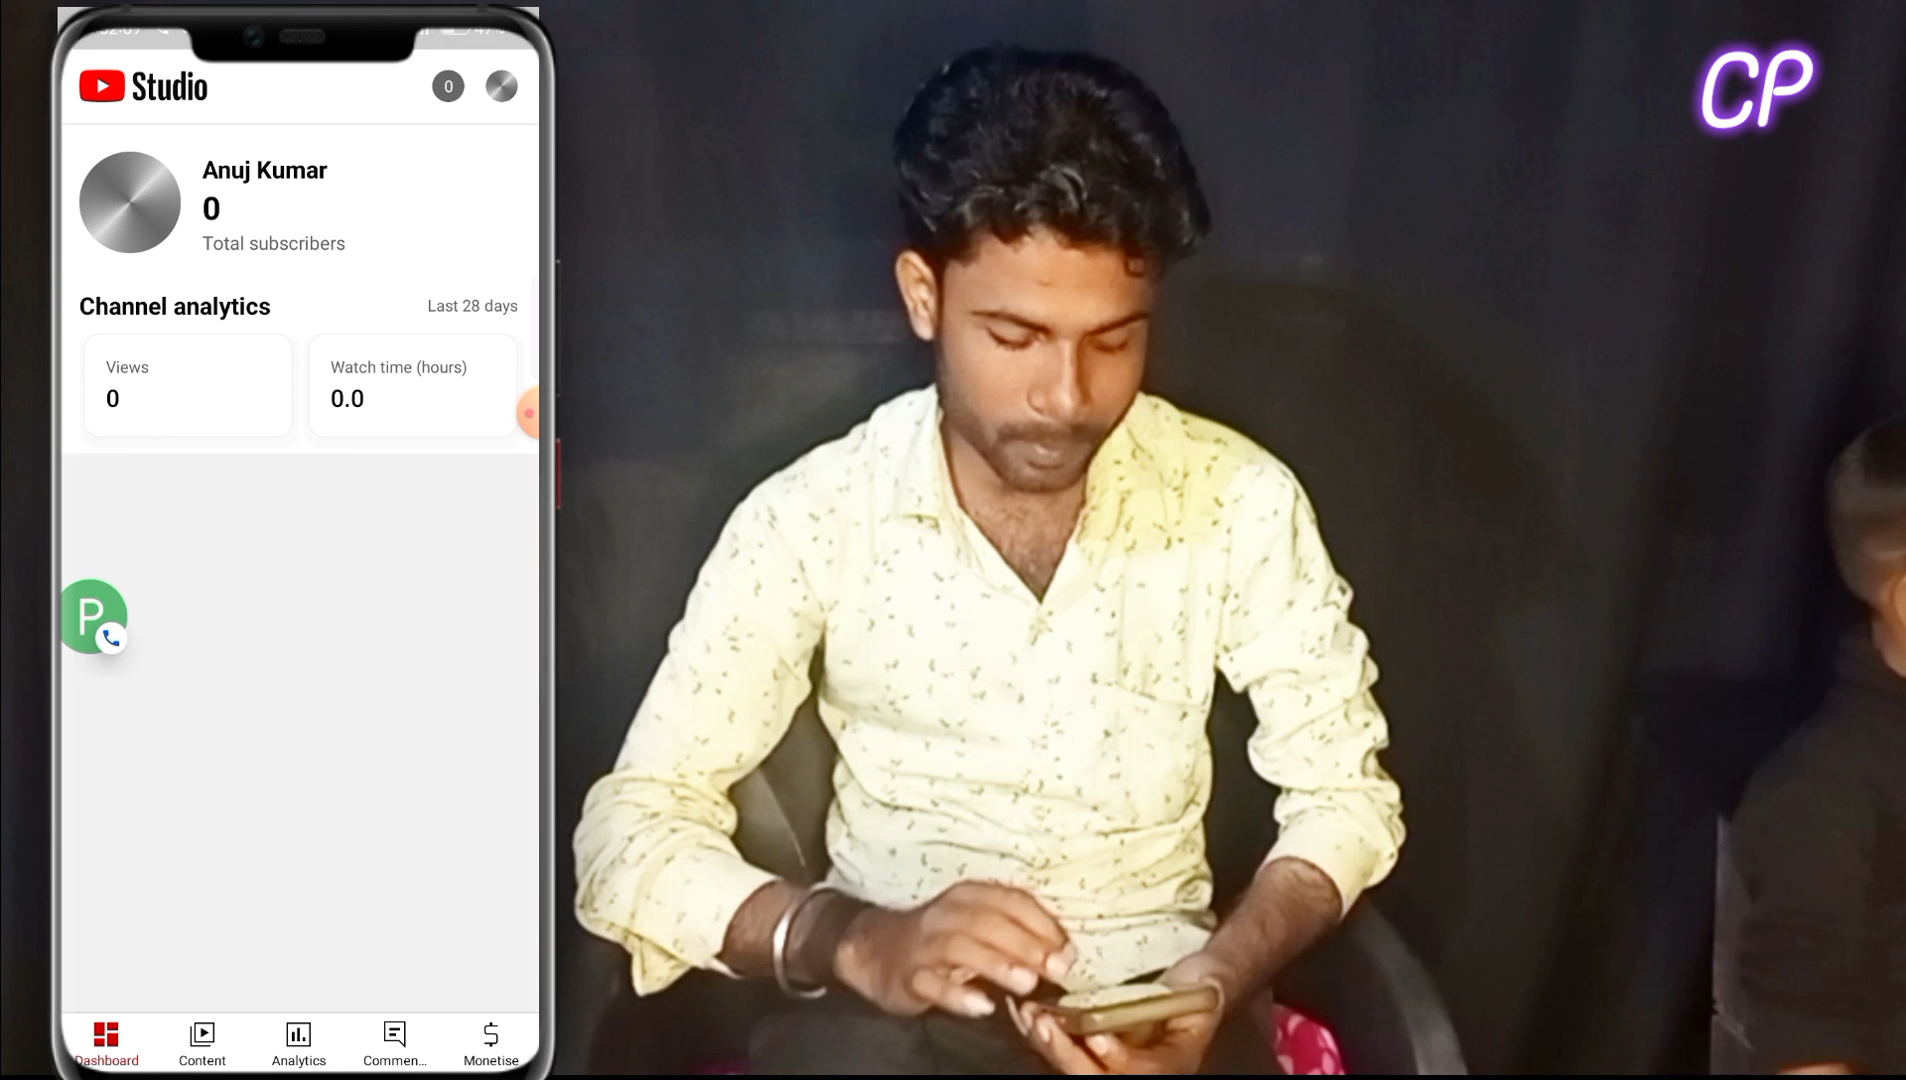 Studio
0
Anuj Kumar
0
Total subscribers
Channel analytics
Last 28 days
Views
0
Watch time (hours)
0.0
P
Dashboard
Content
Analytics
Commen...
Monetise
CP